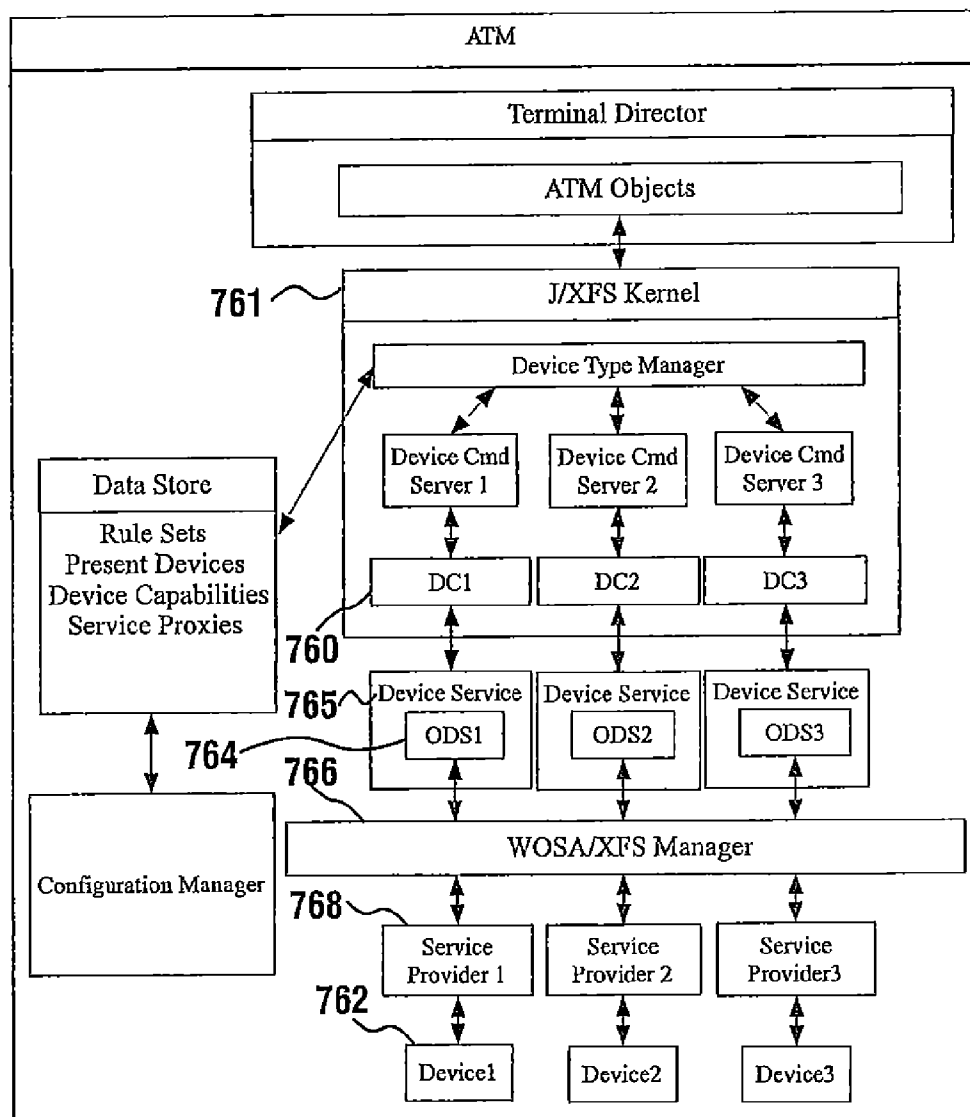 ATM
Terminal Director
ATM Objects
761
J/XFS Kernel
Device Type Manager
Device Cmd
Server 1
Device Cmd
Server 2
Device Cmd
Server 3
Data Store
Rule Sets
Present Devices
Device Capabilities
Service Proxies
DC1
DC2
DC3
760
765
Device Service
Device Service
Device Service
ODS1
ODS2
ODS3
764
766
WOSA/XFS Manager
Configuration Manager
768
Service
Provider 1
Service
Provider 2
Service
Provider3
762
Device1
Device2
Device3